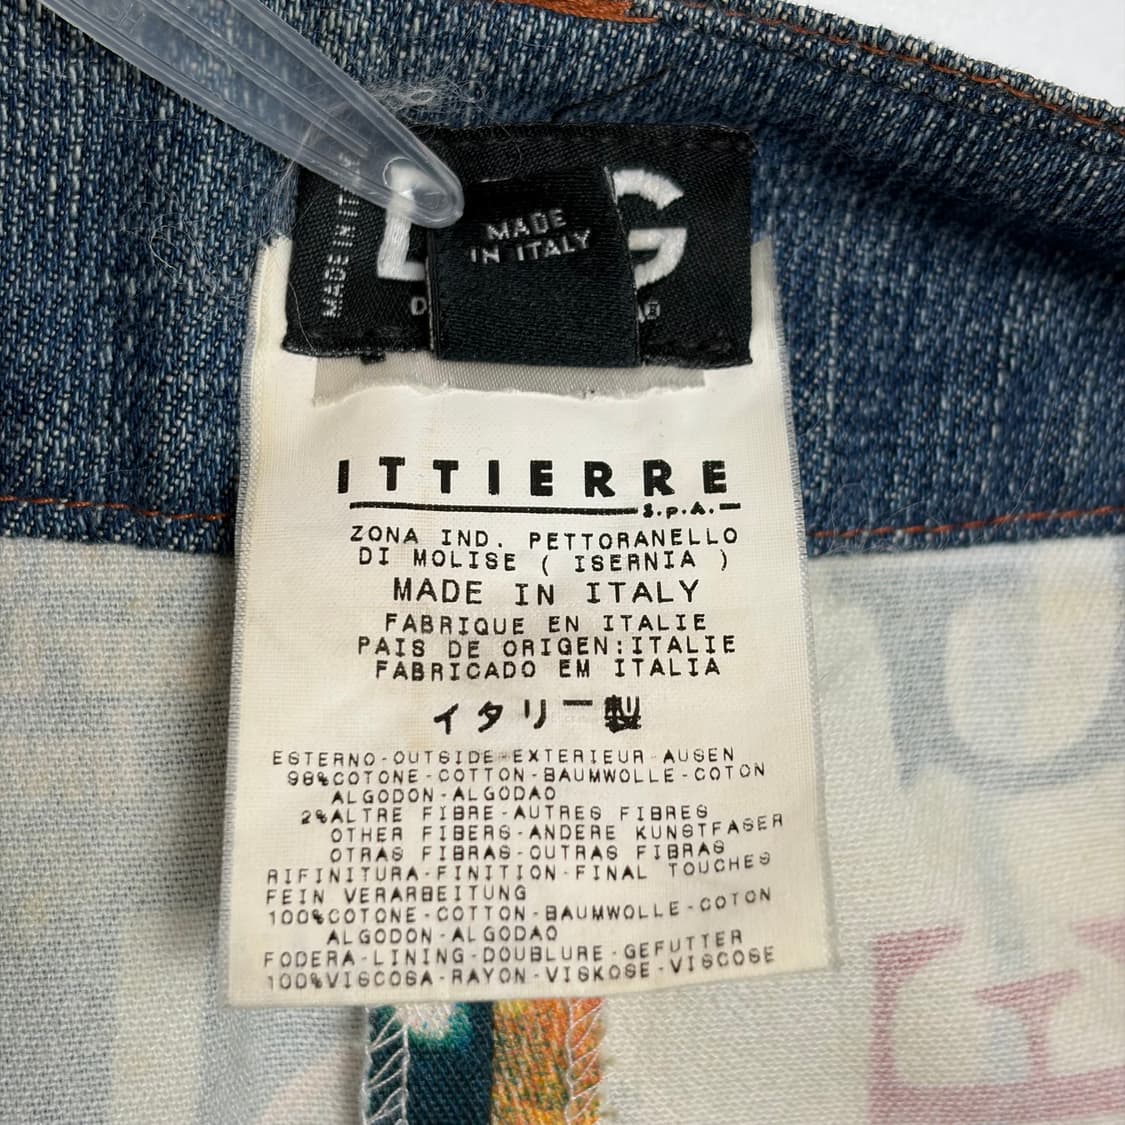 MADE IN ITALY
D&G
MADE
IN ITALY
ITTIERRE
S.p.A.
ZONA IND. PETTORANELLO
DI MOLISE ( ISERNIA )
MADE IN ITALY
FABRIQUE EN ITALIE
PAIS DE ORIGEN:ITALIE
FABRICADO EM ITALIA
イタリー製
ESTERNO-OUTSIDE-EXTERIEUR-AUSEN
98%COTONE-COTTON-BAUMWOLLE-COTON
ALGODON-ALGODAO
2%ALTRE FIBRE-AUTRES FIBRES
OTHER FIBERS-ANDERE KUNSTFASER
OTRAS FIBRAS-OUTRAS FIBRAS
RIFINITURA-FINITION-FINAL TOUCHES
FEIN VERARBEITUNG
100%COTONE-COTTON-BAUMWOLLE-COTON
ALGODON-ALGODAO
FODERA-LINING-DOUBLURE-GEFUTTER
100%VISCOSA-RAYON-VISKOSE-VISCOSE